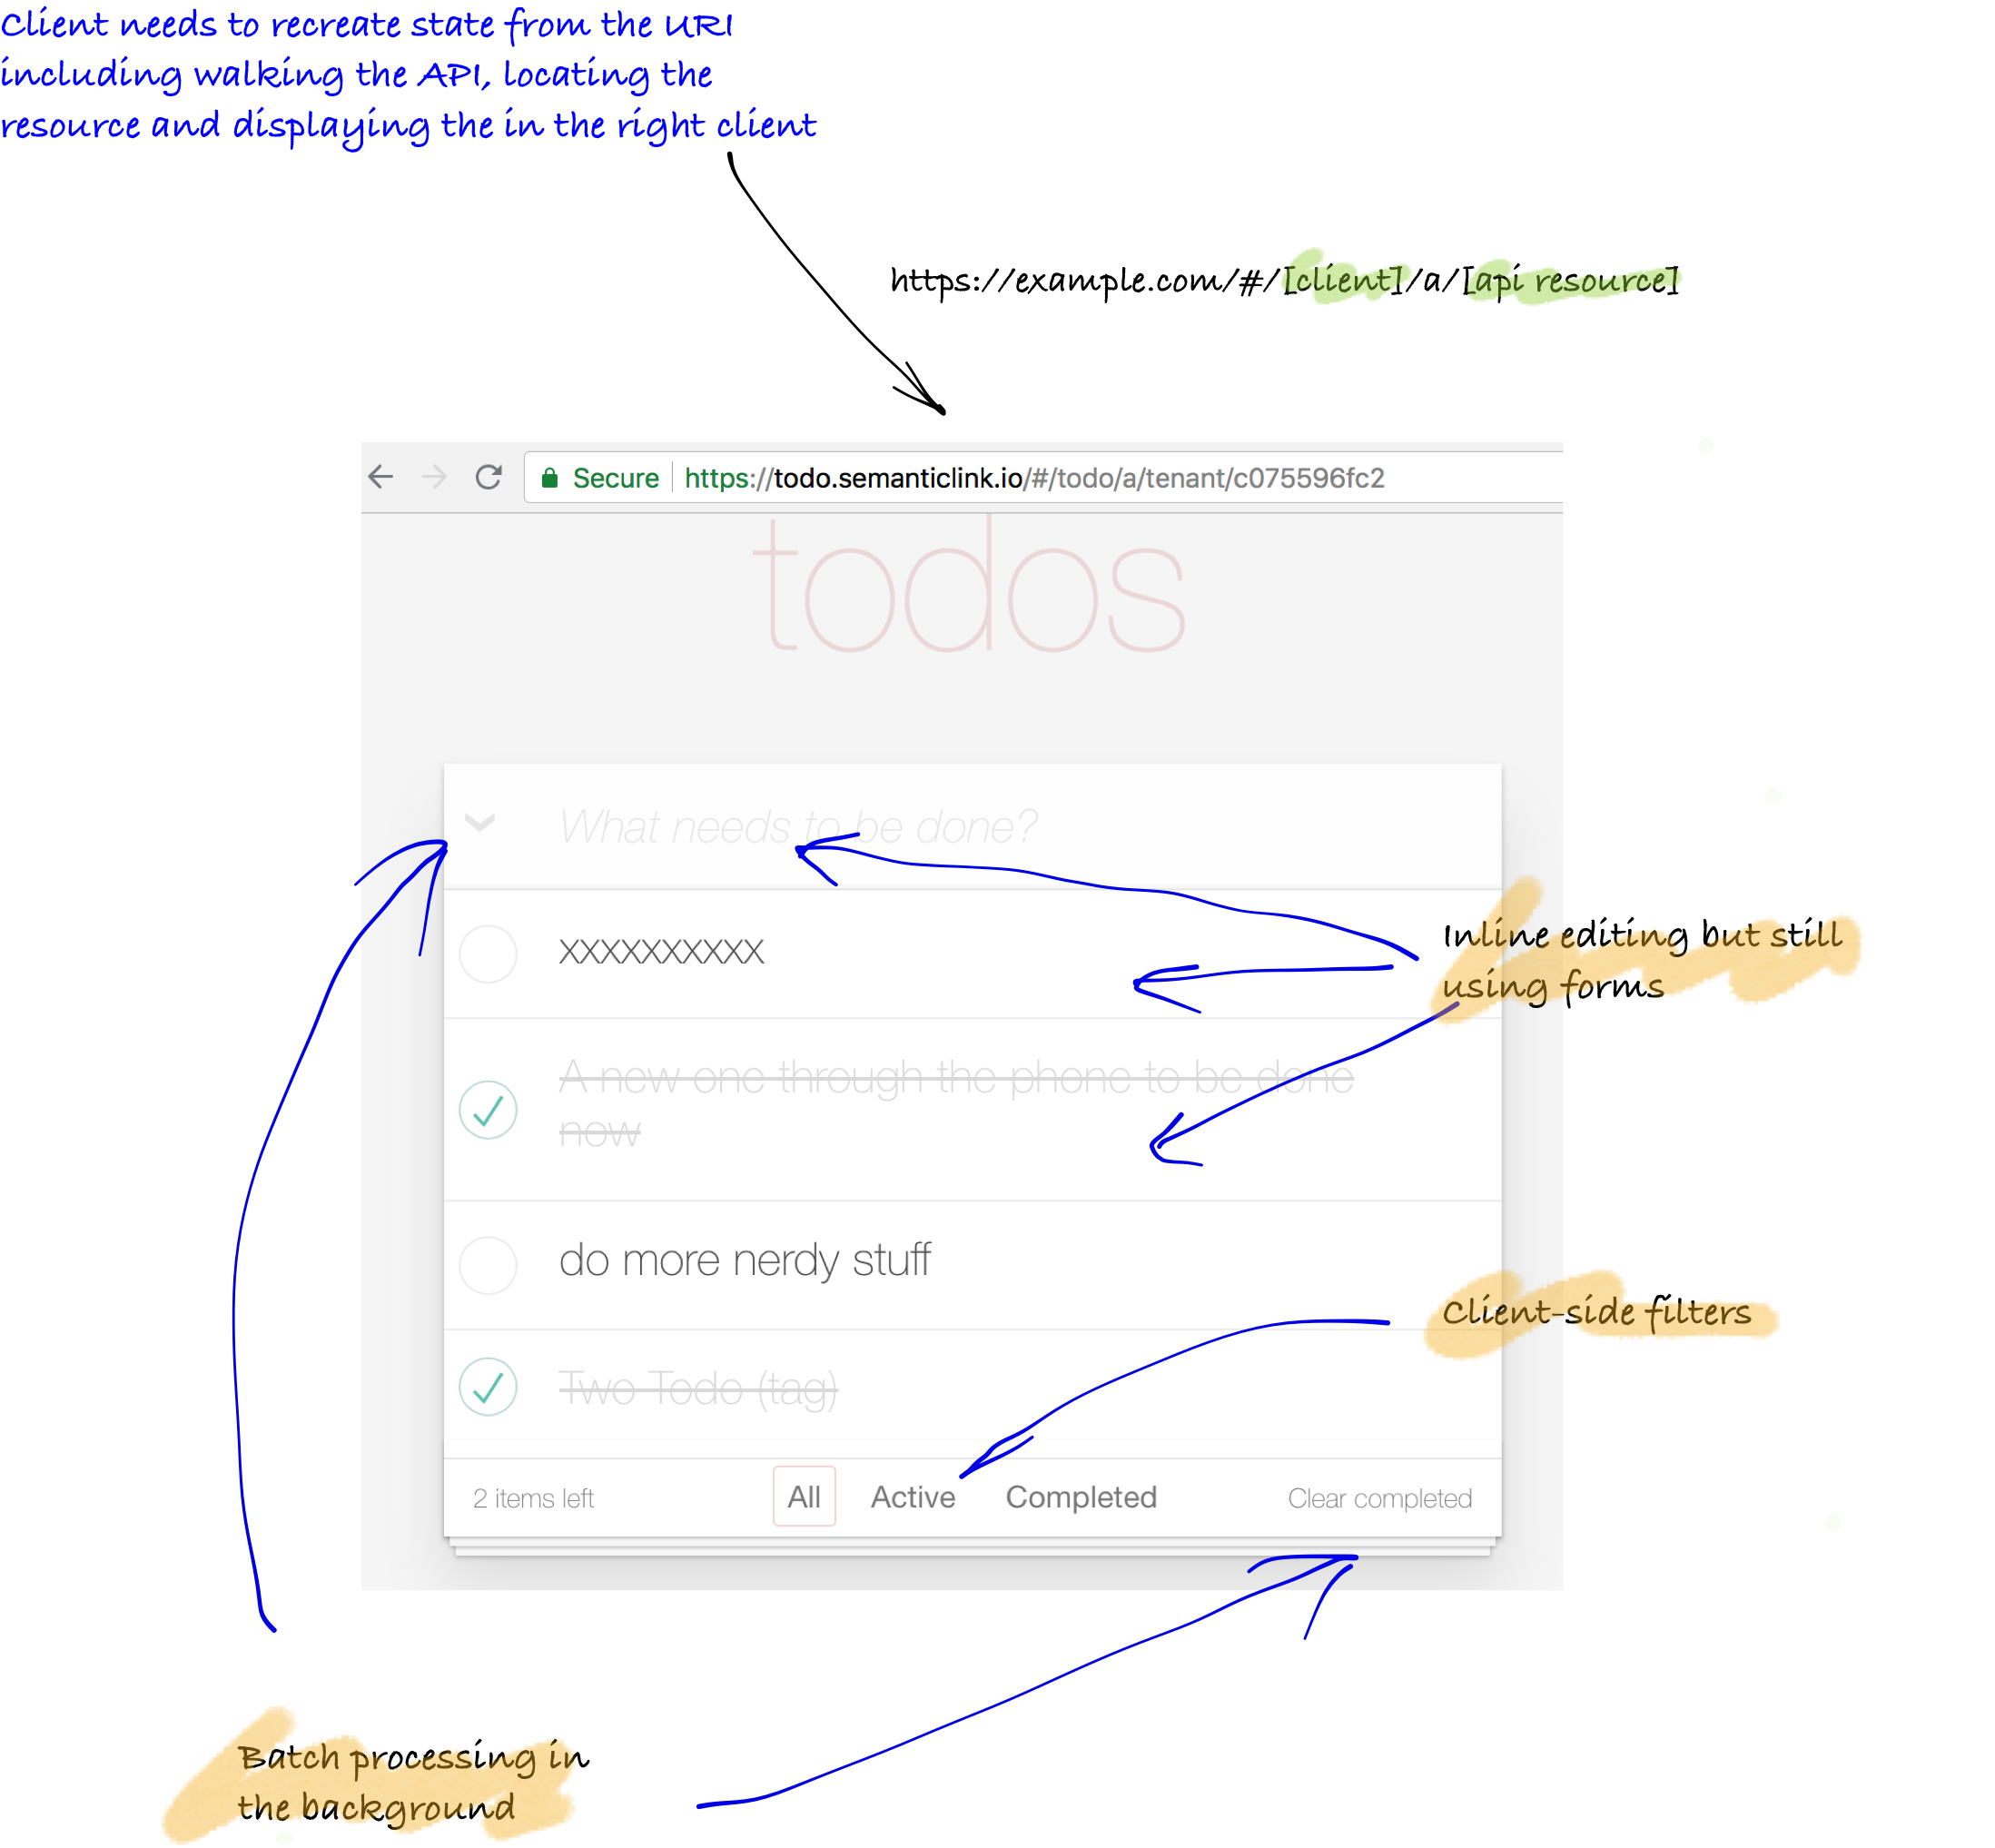 Client needs to recreate state from the URI
including walking the API, locating the
resource and displaying the in the right client
https://example.com/#/[client]/a/[api resource]
Secure https://todo.semanticlink.io/#/todo/a/tenant/c075596fc2
todos
What needs to be done?
xxxxxxxxxx
Inline editing but still
using forms
A new one through the phone to be done
now
do more nerdy stuff
Client-side filters
Two Todo (tag)
2 items left All Active Completed Clear completed
Batch processing in
the background